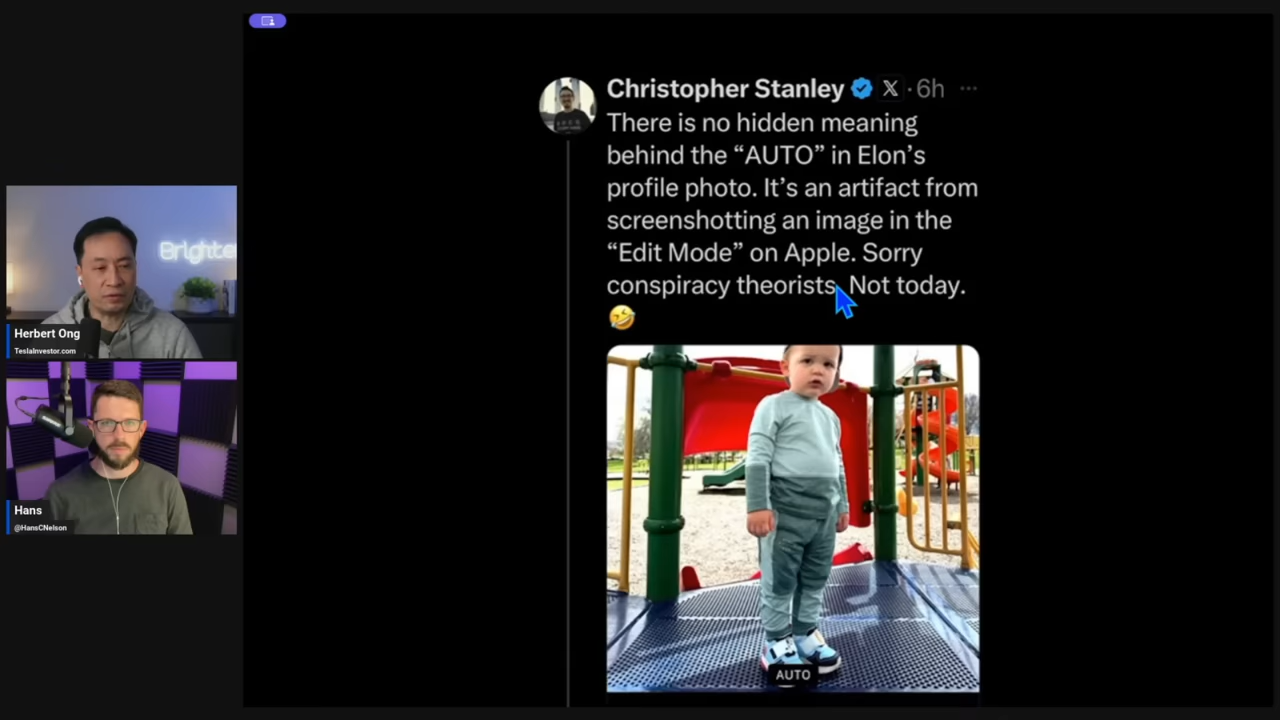 Christopher Stanley X · 6h ...
There is no hidden meaning
behind the “AUTO” in Elon’s
profile photo. It’s an artifact from
screenshotting an image in the
“Edit Mode” on Apple. Sorry
conspiracy theorists. Not today.
🤣
AUTO
Brighte
Herbert Ong
TeslaInvestor.com
Hans
@HansCNelson